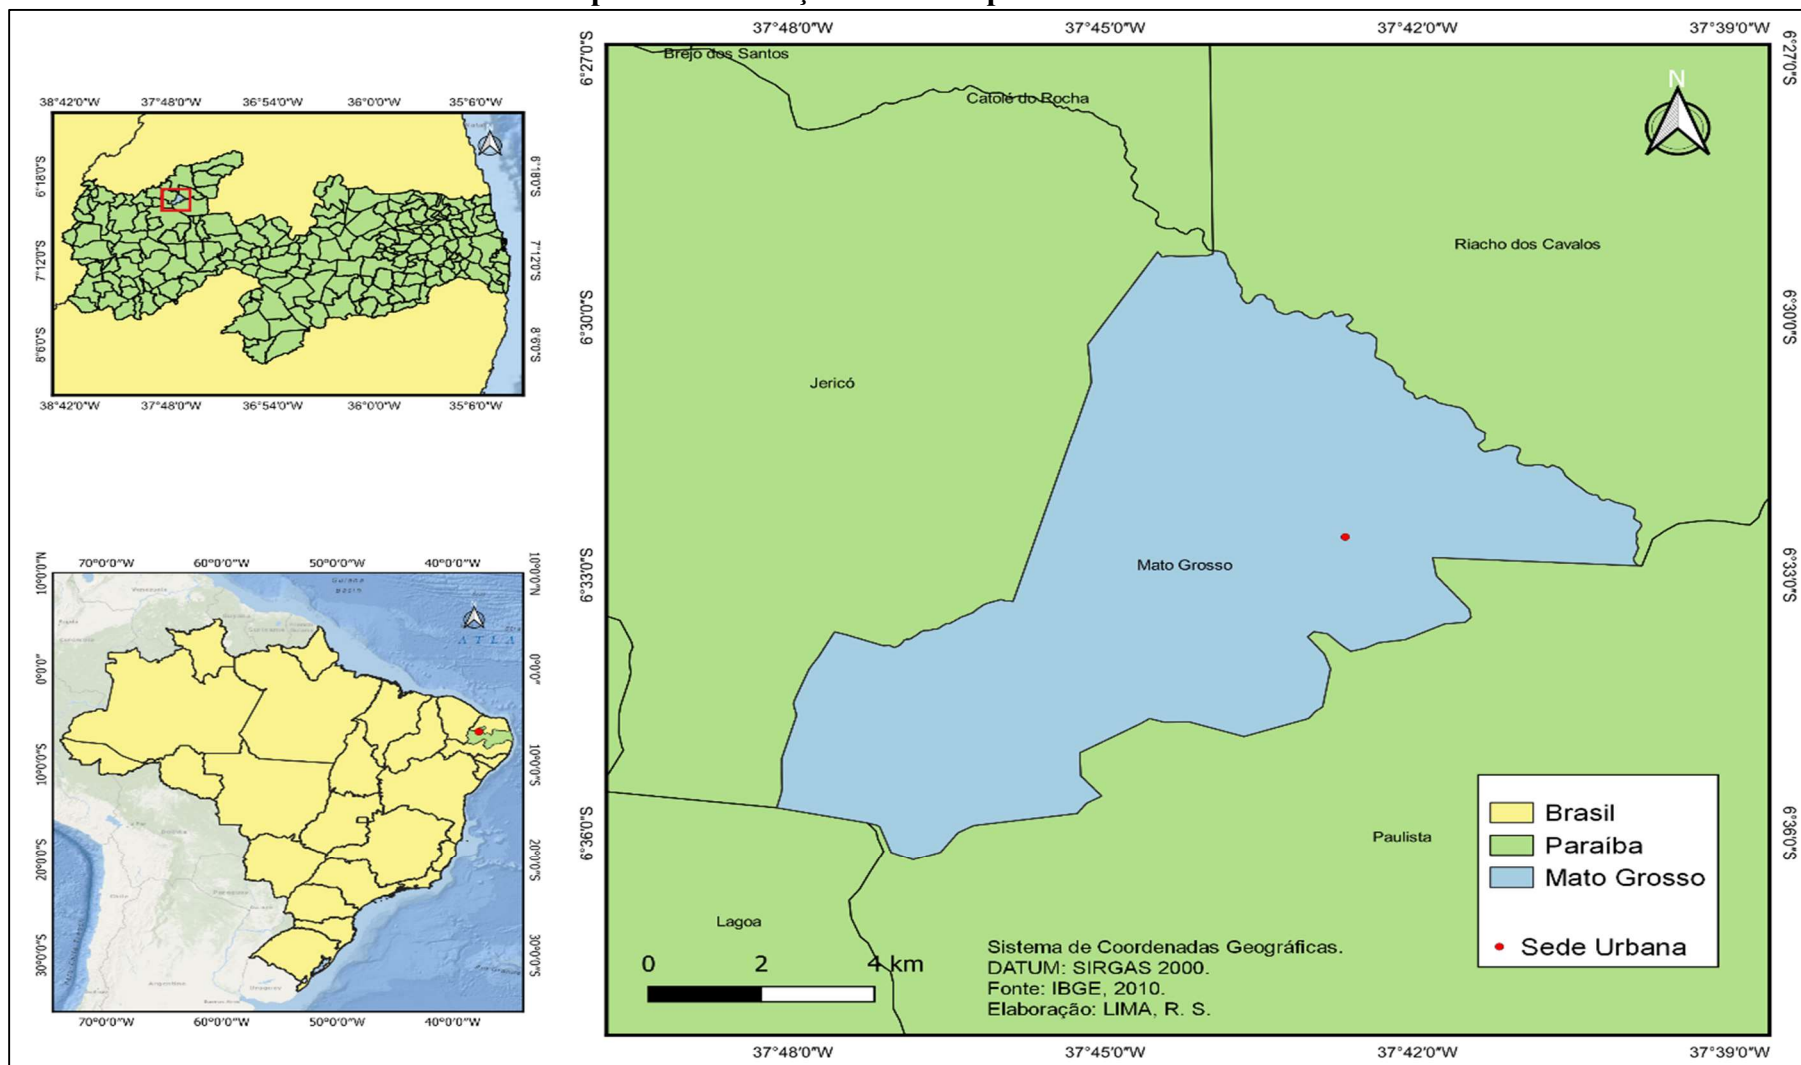 37°48'0"W 37°45'0"W 37°42'0"W 37°39'0"W
6°27'0"S
6°30'0"S
6°33'0"S
6°36'0"S
Brejo dos Santos
Catolé do Rocha
N
Riacho dos Cavalos
Jericó
Mato Grosso
Paulista
Lagoa
6°27'0"S
6°30'0"S
6°33'0"S
6°36'0"S
0 2 4 km
Sistema de Coordenadas Geográficas.
DATUM: SIRGAS 2000.
Fonte: IBGE, 2010.
Elaboração: LIMA, R. S.
Brasil
Paraíba
Mato Grosso
Sede Urbana
37°48'0"W 37°45'0"W 37°42'0"W 37°39'0"W
38°42'0"W 37°48'0"W 36°54'0"W 36°0'0"W 35°6'0"W
6°18'0"S
7°12'0"S
8°6'0"S
6°18'0"S
7°12'0"S
8°6'0"S
38°42'0"W 37°48'0"W 36°54'0"W 36°0'0"W 35°6'0"W
70°0'0"W 60°0'0"W 50°0'0"W 40°0'0"W
10°0'0"N
0°0'0"
10°0'0"S
20°0'0"S
30°0'0"S
10°0'0"N
0°0'0"
10°0'0"S
20°0'0"S
30°0'0"S
70°0'0"W 60°0'0"W 50°0'0"W 40°0'0"W